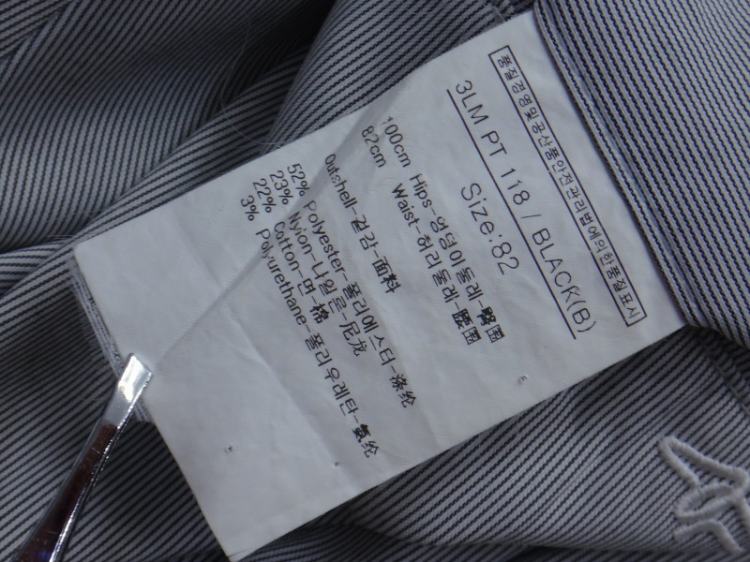 품질경영및공산품안전관리법에의한품질표시
3LM PT 118 / BLACK(B)
Size:82
100cm Hips-엉덩이둘레-臀围
82cm Waist-허리둘레-腰围
Outshell-겉감-面料
52% Polyester-폴리에스터-涤纶
23% Nylon-나일론-尼龙
22% Cotton-면-棉
3% Polyurethane-폴리우레탄-氨纶